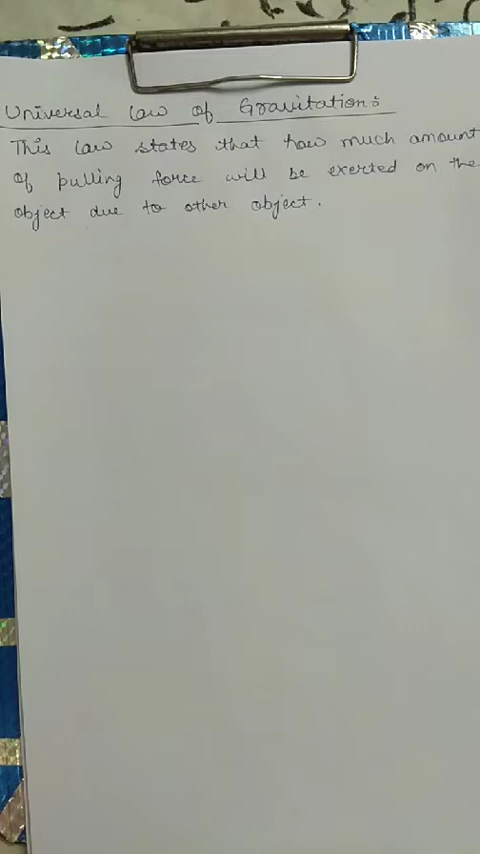 Universal Law of Gravitation:
This law states that how much amount
of pulling force will be exerted on the
object due to other object.